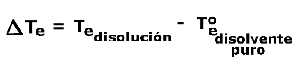 ΔTe = Te disolución - T°e disolvente
puro